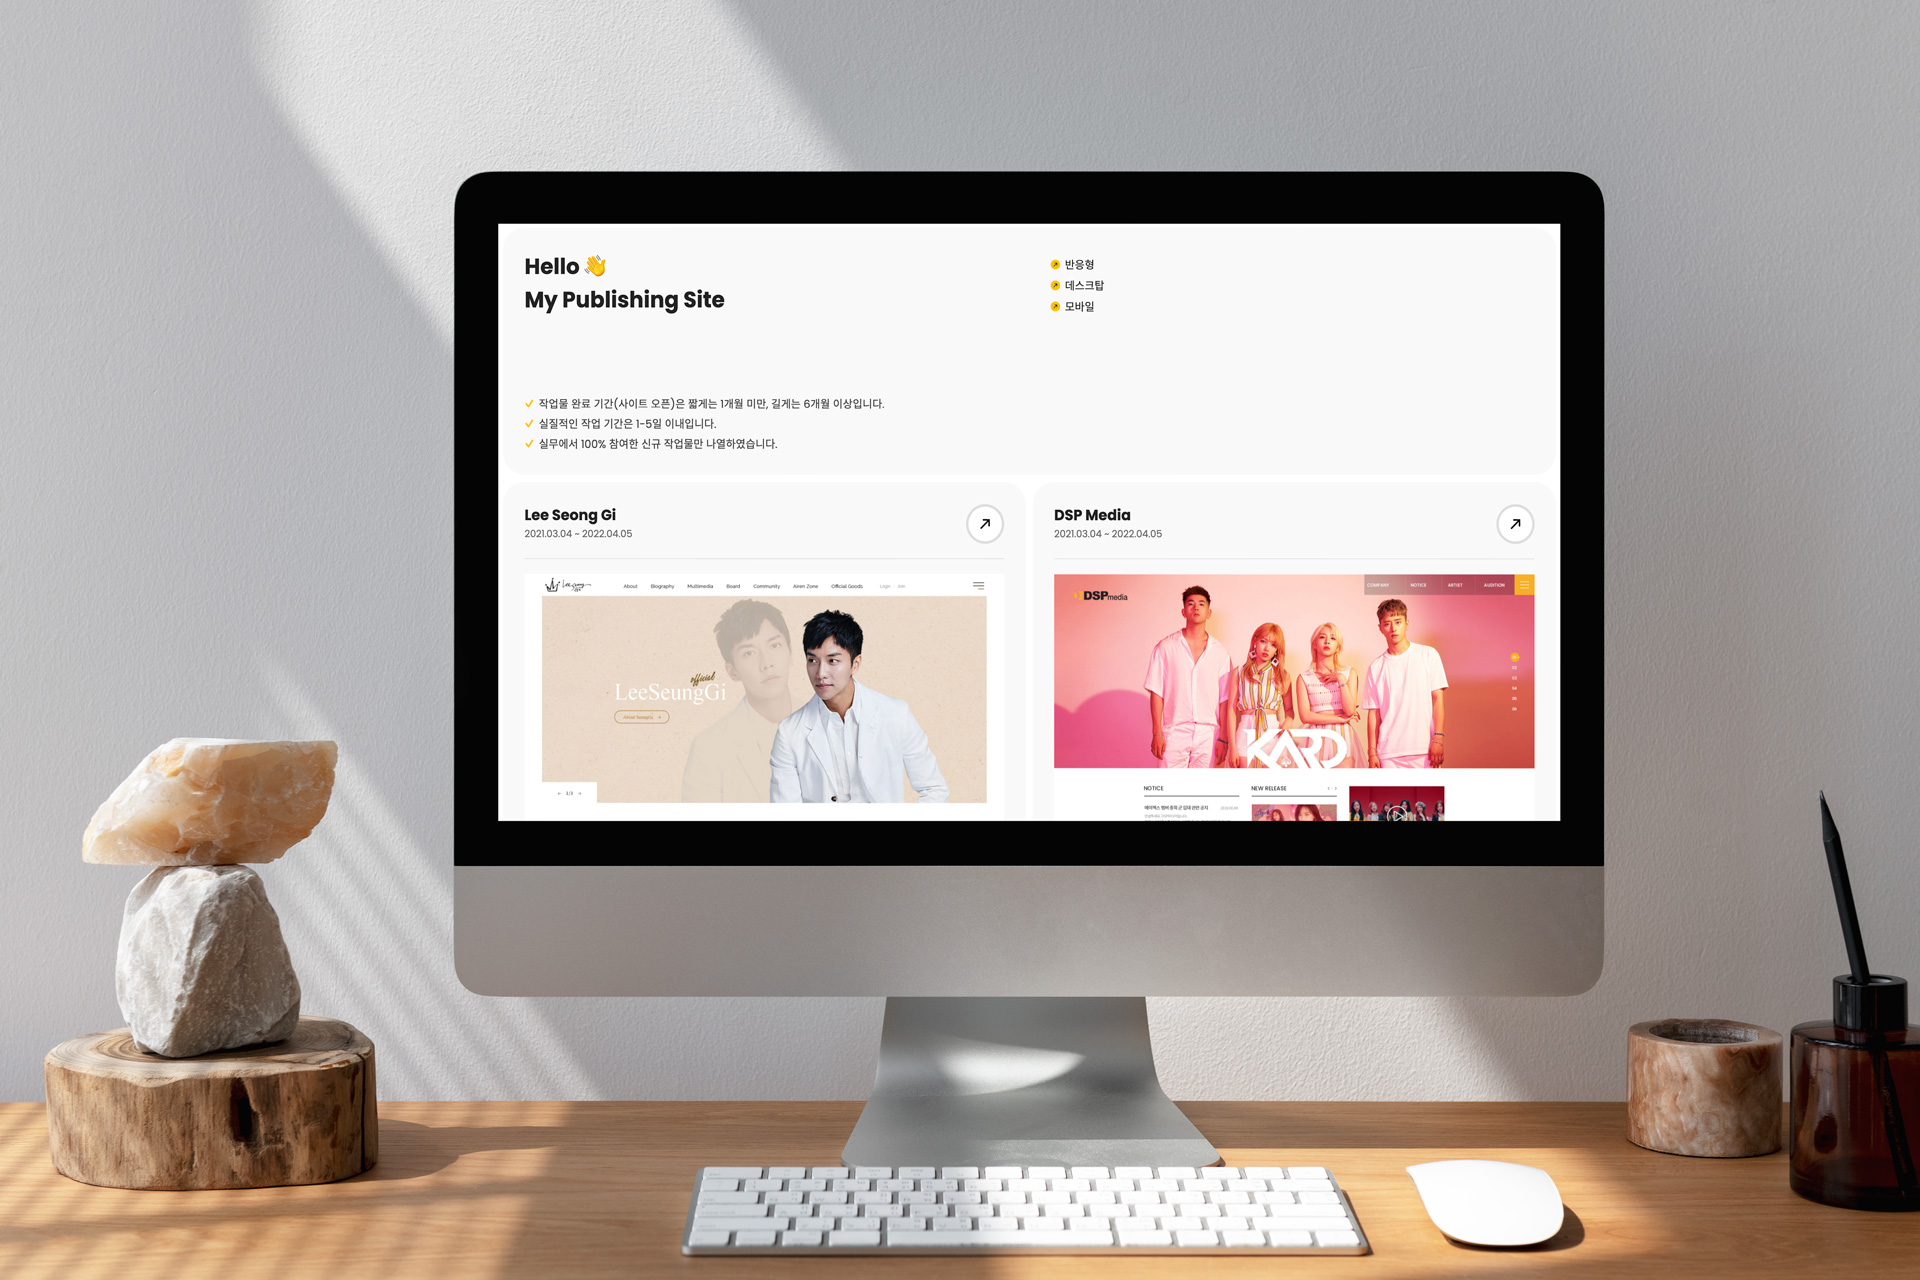 Hello 👋
My Publishing Site
반응형
데스크탑
모바일
작업물 완료 기간(사이트 오픈)은 짧게는 1개월 미만, 길게는 6개월 이상입니다.
실질적인 작업 기간은 1-5일 이내입니다.
실무에서 100% 참여한 신규 작업물만 나열하였습니다.
Lee Seong Gi
2021.03.04 ~ 2022.04.05
About Biography Multimedia Board Community Airen Zone Official Goods Login Join
official
LeeSeungGi
1/3
DSP Media
2021.03.04 ~ 2022.04.05
DSPmedia
COMPANY NOTICE ARTIST AUDITION
KARD
NOTICE
NEW RELEASE